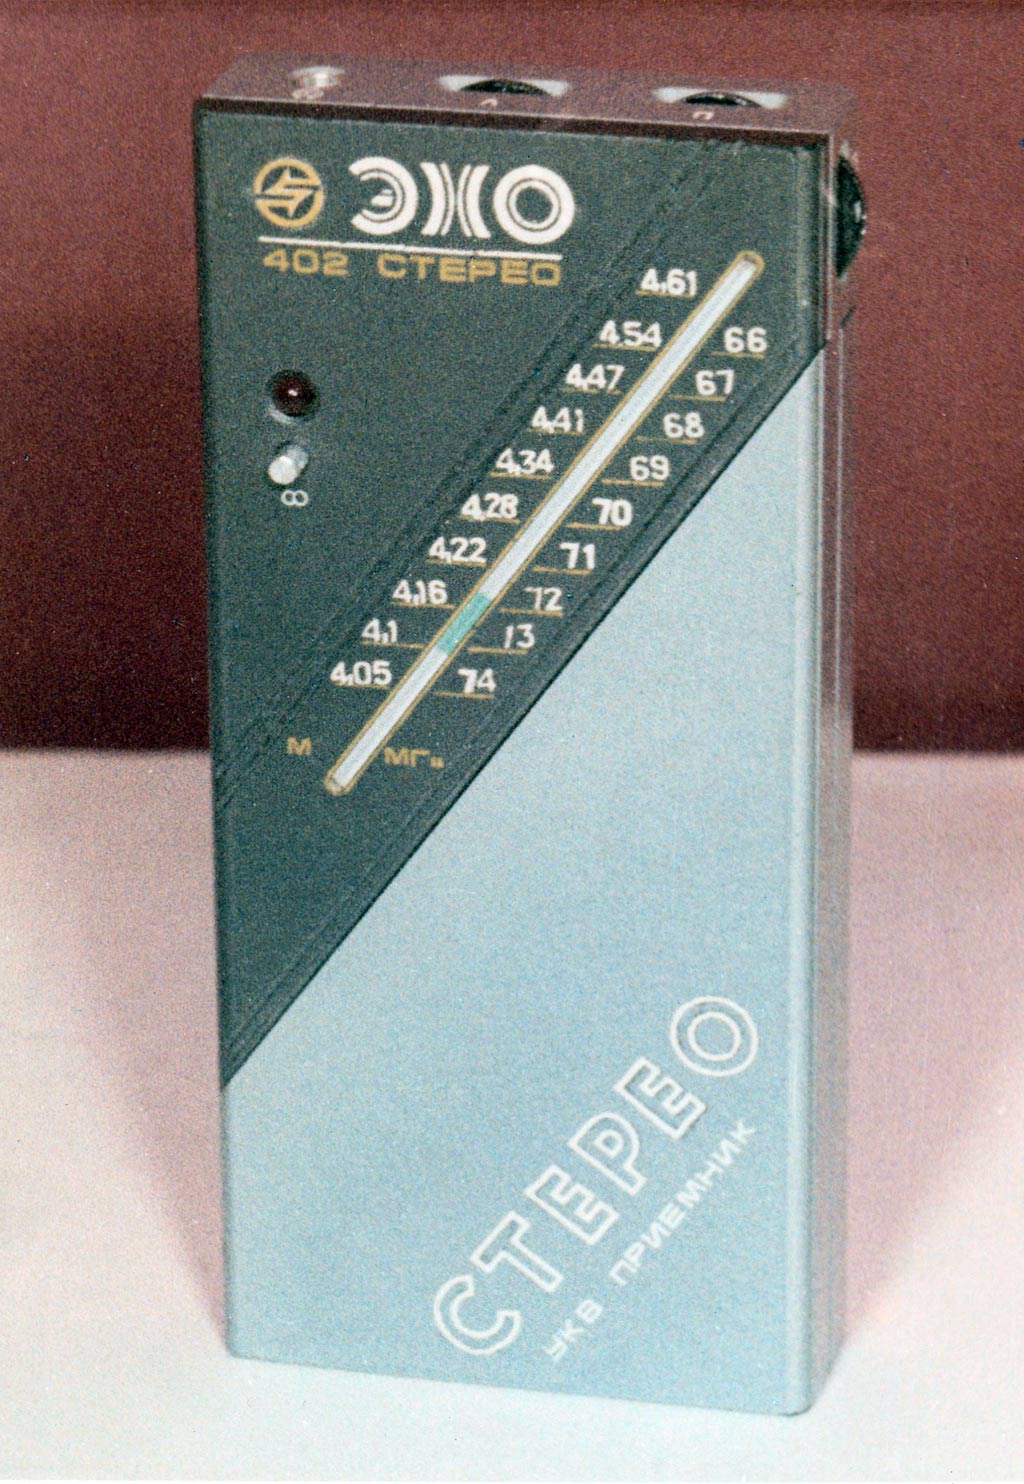 ЭХО
402 СТЕРЕО
∞
4,61
4,54 66
4,47 67
4,41 68
4,34 69
4,28 70
4,22 71
4,16 72
4,1 73
4,05 74
М МГц
СТЕРЕО
УКВ ПРИЕМНИК